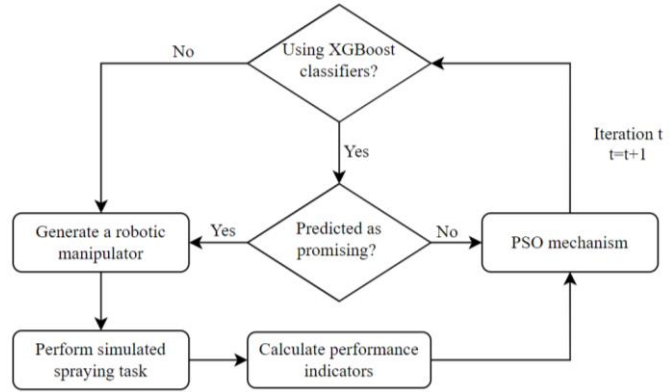 No
Using XGBoost
classifiers?
Iteration t
t=t+1
Yes
Generate a robotic
manipulator
Yes
Predicted as
promising?
No
PSO mechanism
Perform simulated
spraying task
Calculate performance
indicators